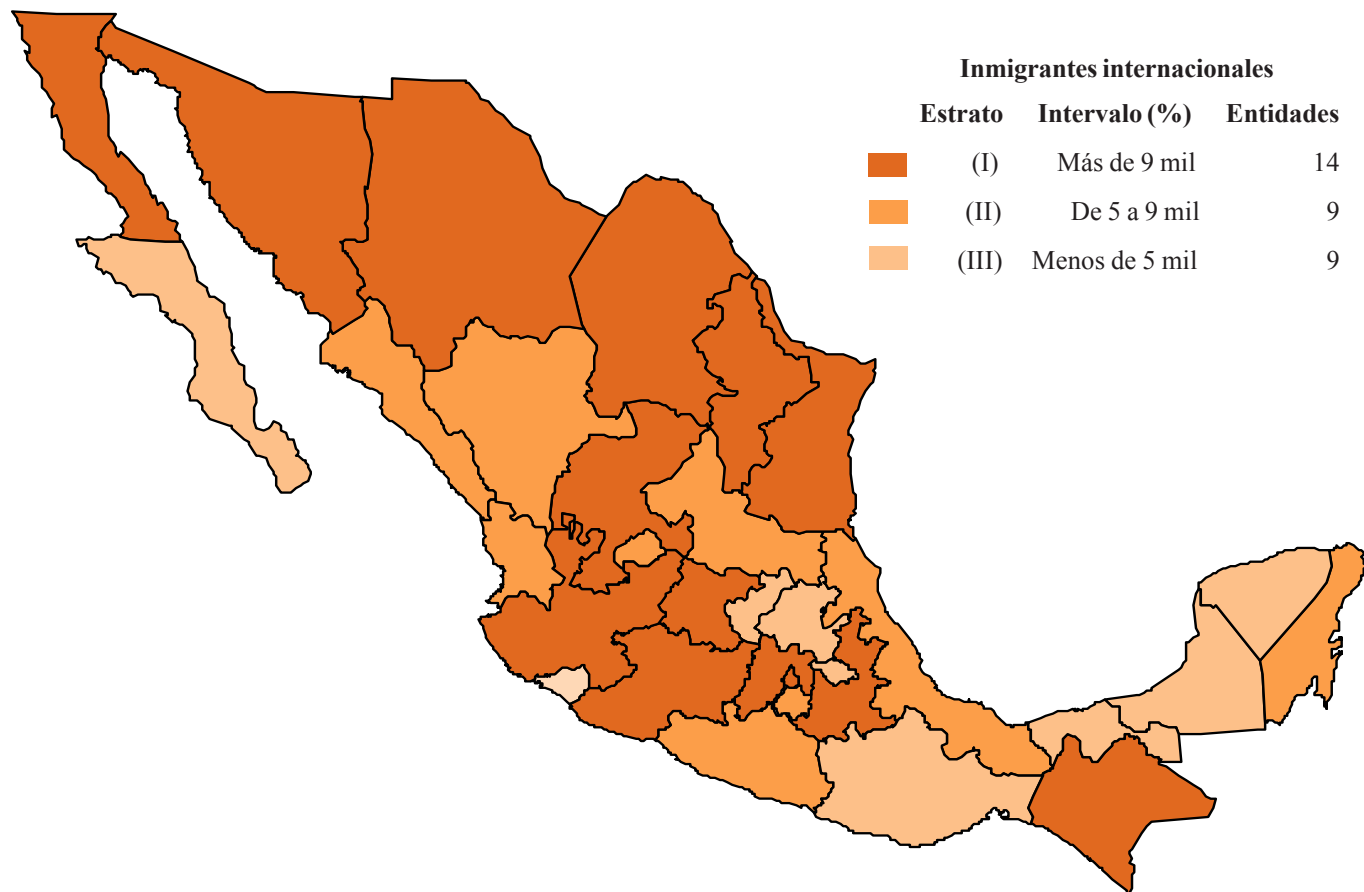 Inmigrantes internacionales
Estrato Intervalo (%) Entidades
(I) Más de 9 mil 14
(II) De 5 a 9 mil 9
(III) Menos de 5 mil 9